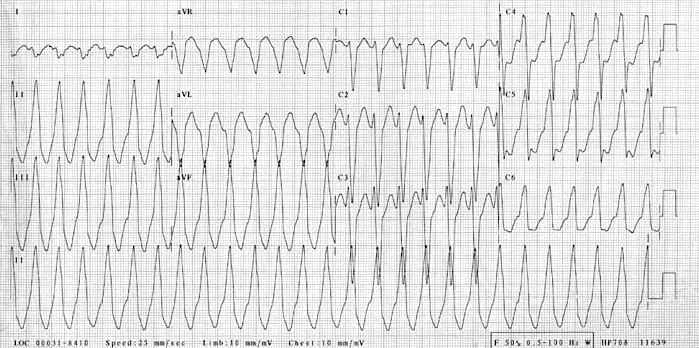 I aVR C1 C4
II aVL C2 C5
III aVF C3 C6
II
LOC 00031-8410 Speed:25 mm/sec Limb:10 mm/mV Chest:10 mm/mV F 50~ 0.5-100 Hz W HP708 11639